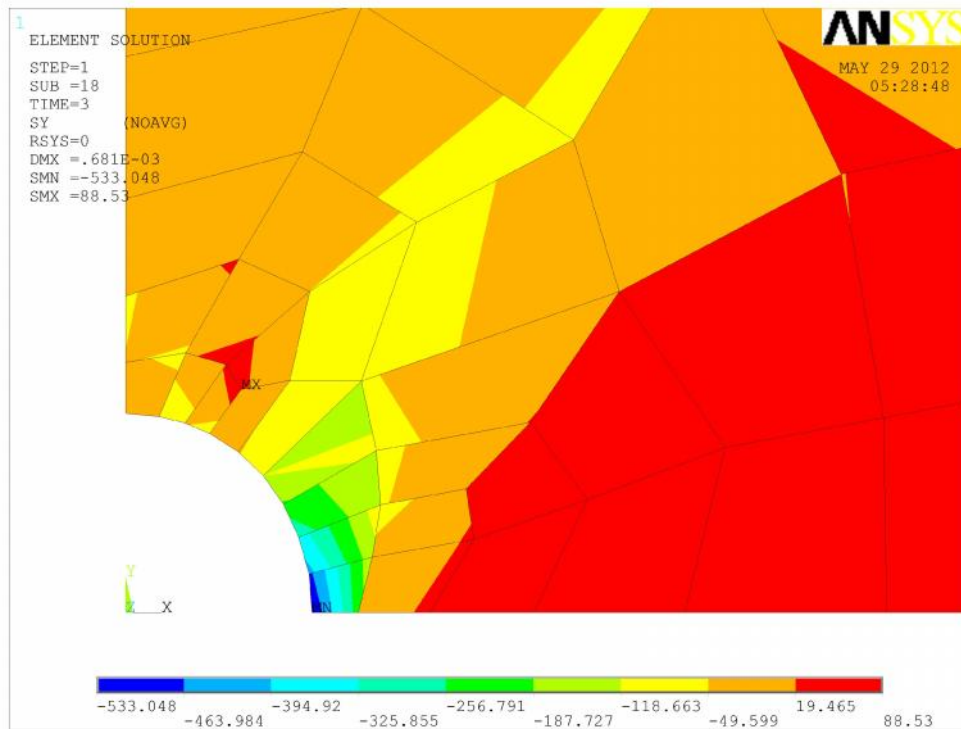 1
ANSYS
ELEMENT SOLUTION
STEP=1
SUB =18
TIME=3
SY (NOAVG)
RSYS=0
DMX =.681E-03
SMN =-533.048
SMX =88.53
MAY 29 2012
05:28:48
MX
Y
Z X
MN
-533.048 -394.92 -256.791 -118.663 19.465
-463.984 -325.855 -187.727 -49.599 88.53